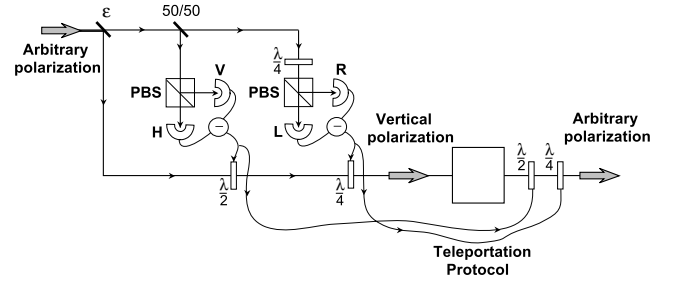 ε
50/50
Arbitrary
polarization
λ
4
PBS
V
PBS
R
H
−
L
−
Vertical
polarization
Arbitrary
polarization
λ
2
λ
4
λ
2
λ
4
Teleportation
Protocol